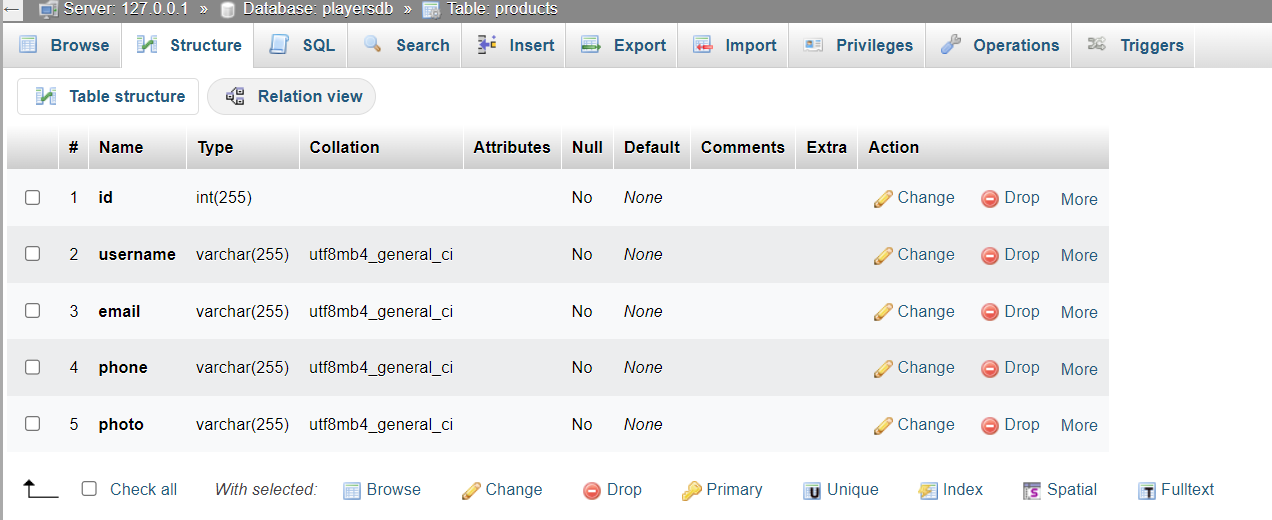 ← Server: 127.0.0.1 » Database: playersdb » Table: products
Browse Structure SQL Search Insert Export Import Privileges Operations Triggers
Table structure Relation view
# Name Type Collation Attributes Null Default Comments Extra Action
1 id int(255) No None Change Drop More
2 username varchar(255) utf8mb4_general_ci No None Change Drop More
3 email varchar(255) utf8mb4_general_ci No None Change Drop More
4 phone varchar(255) utf8mb4_general_ci No None Change Drop More
5 photo varchar(255) utf8mb4_general_ci No None Change Drop More
Check all With selected: Browse Change Drop Primary Unique Index Spatial Fulltext